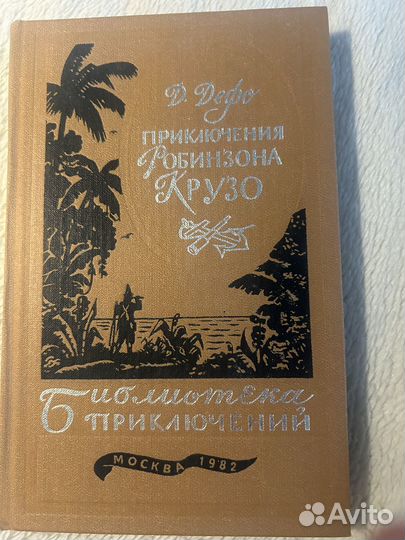 Д. Дефо
ПРИКЛЮЧЕНИЯ
РОБИНЗОНА
КРУЗО
Библиотека
ПРИКЛЮЧЕНИЙ
МОСКВА 1982
Avito